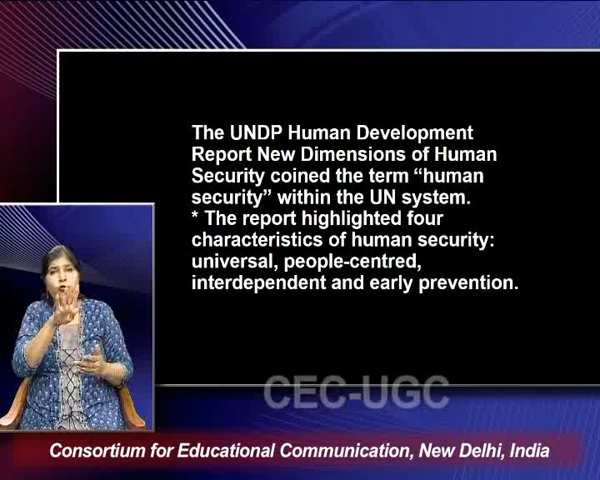 The UNDP Human Development
Report New Dimensions of Human
Security coined the term “human
security” within the UN system.
* The report highlighted four
characteristics of human security:
universal, people-centred,
interdependent and early prevention.
CEC-UGC
Consortium for Educational Communication, New Delhi, India